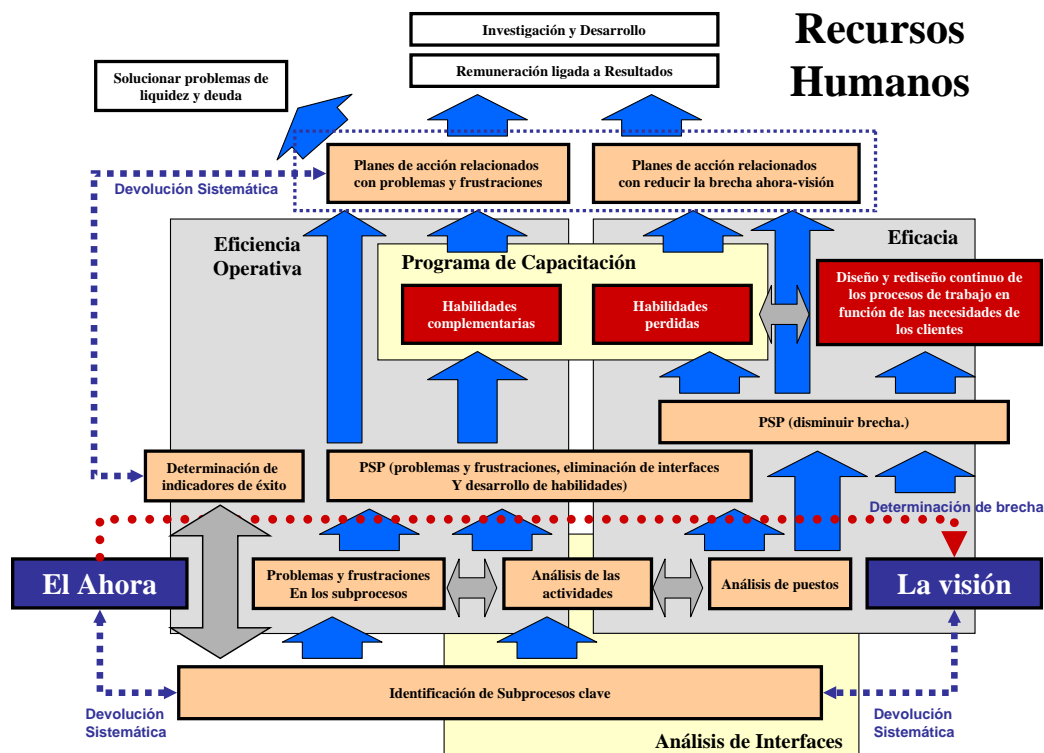 Recursos
Humanos
Investigación y Desarrollo
Remuneración ligada a Resultados
Solucionar problemas de
liquidez y deuda
Planes de acción relacionados
con problemas y frustraciones
Planes de acción relacionados
con reducir la brecha ahora-visión
Devolución Sistemática
Eficiencia
Operativa
Eficacia
Programa de Capacitación
Habilidades
complementarias
Habilidades
perdidas
Diseño y rediseño continuo de
los procesos de trabajo en
función de las necesidades de
los clientes
PSP (disminuir brecha.)
Determinación de
indicadores de éxito
PSP (problemas y frustraciones, eliminación de interfaces
Y desarrollo de habilidades)
Determinación de brecha
El Ahora
Problemas y frustraciones
En los subprocesos
Análisis de las
actividades
Análisis de puestos
La visión
Identificación de Subprocesos clave
Devolución
Sistemática
Devolución
Sistemática
Análisis de Interfaces